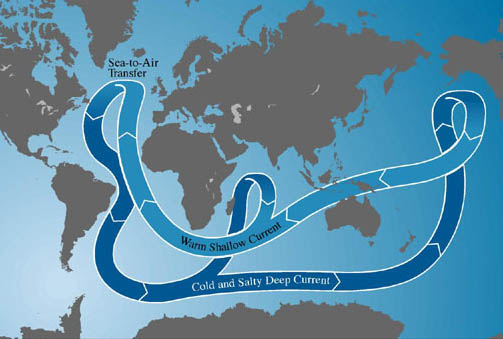 Sea-to-Air
Transfer
Warm Shallow Current
Cold and Salty Deep Current